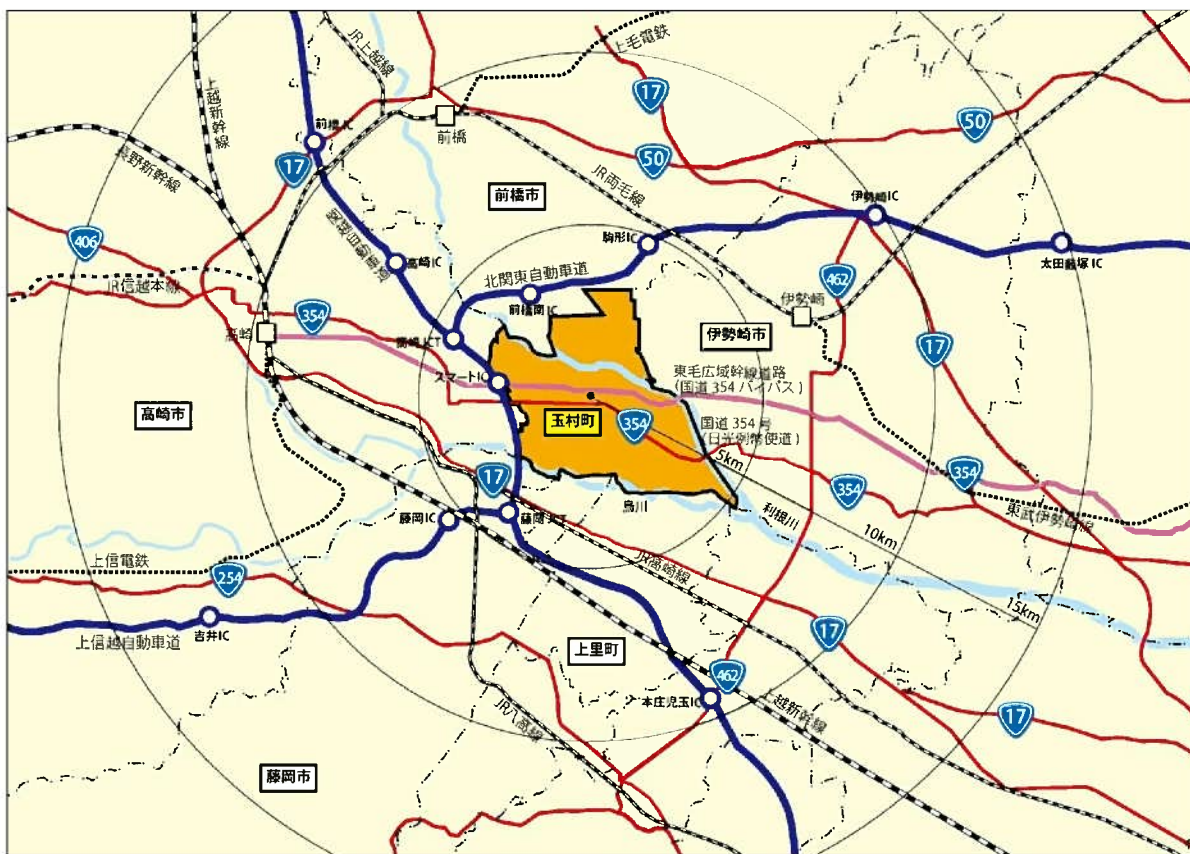 JR上越線
上毛電鉄
上越新幹線
17
50
前橋IC
前橋
長野新幹線
17
50
JR両毛線
前橋市
伊勢崎IC
406
関越自動車道
駒形IC
太田藪塚IC
高崎IC
北関東自動車道
462
JR信越本線
前橋南IC
伊勢崎
354
高崎
伊勢崎市
高崎JCT
17
スマートIC
東毛広域幹線道路
(国道354バイパス)
高崎市
玉村町
354
国道354号
(日光例幣使道)
5km
17
354
354
烏川
利根川
東武伊勢崎線
藤岡IC
藤岡JCT
10km
上信電鉄
JR高崎線
254
15km
吉井IC
上信越自動車道
17
上里町
462
本庄児玉IC
上越新幹線
JR八高線
17
藤岡市